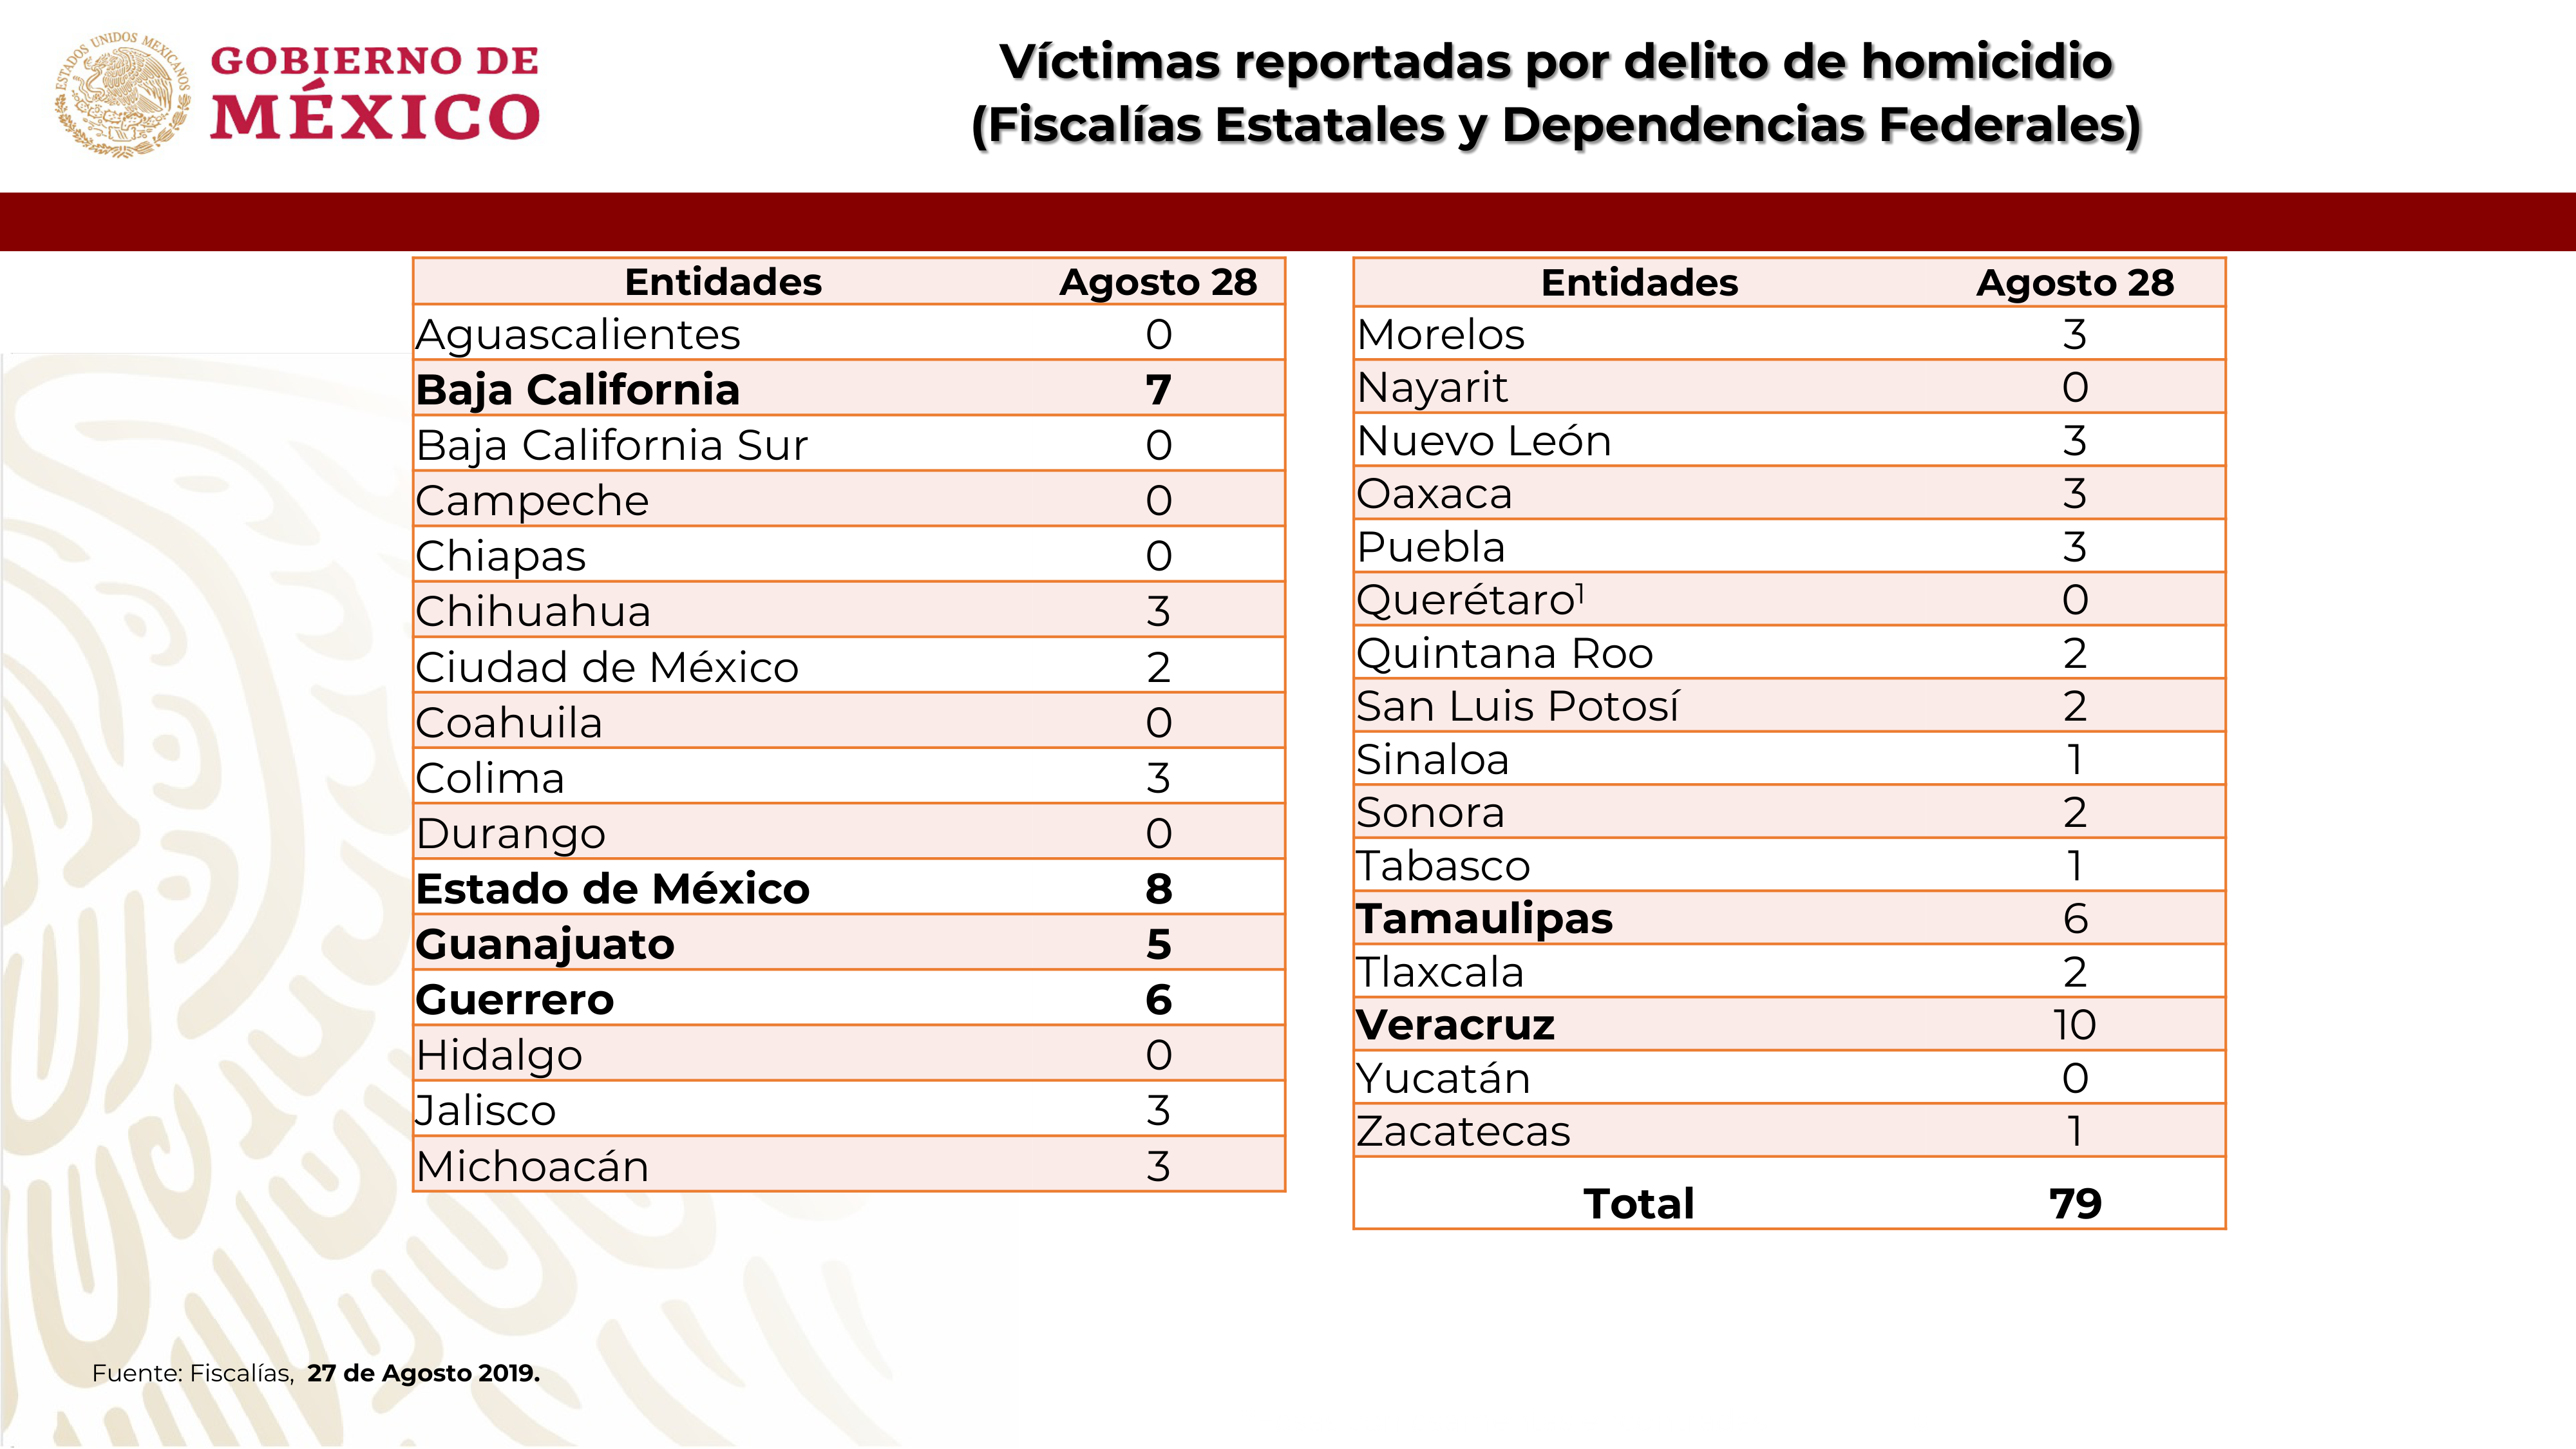 ESTADOS UNIDOS MEXICANOS
GOBIERNO DE
MÉXICO
Víctimas reportadas por delito de homicidio
(Fiscalías Estatales y Dependencias Federales)
Entidades Agosto 28
Aguascalientes 0
Baja California 7
Baja California Sur 0
Campeche 0
Chiapas 0
Chihuahua 3
Ciudad de México 2
Coahuila 0
Colima 3
Durango 0
Estado de México 8
Guanajuato 5
Guerrero 6
Hidalgo 0
Jalisco 3
Michoacán 3
Entidades Agosto 28
Morelos 3
Nayarit 0
Nuevo León 3
Oaxaca 3
Puebla 3
Querétaro¹ 0
Quintana Roo 2
San Luis Potosí 2
Sinaloa 1
Sonora 2
Tabasco 1
Tamaulipas 6
Tlaxcala 2
Veracruz 10
Yucatán 0
Zacatecas 1
Total 79
Fuente: Fiscalías, 27 de Agosto 2019.